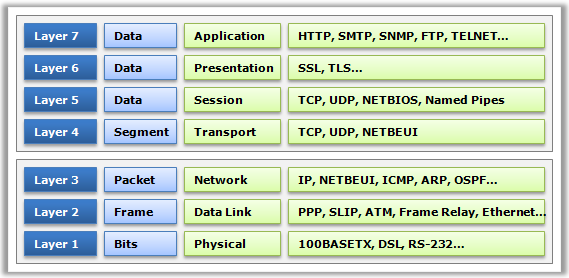 Layer 7 Data Application HTTP, SMTP, SNMP, FTP, TELNET...
Layer 6 Data Presentation SSL, TLS...
Layer 5 Data Session TCP, UDP, NETBIOS, Named Pipes
Layer 4 Segment Transport TCP, UDP, NETBEUI
Layer 3 Packet Network IP, NETBEUI, ICMP, ARP, OSPF...
Layer 2 Frame Data Link PPP, SLIP, ATM, Frame Relay, Ethernet...
Layer 1 Bits Physical 100BASETX, DSL, RS-232...